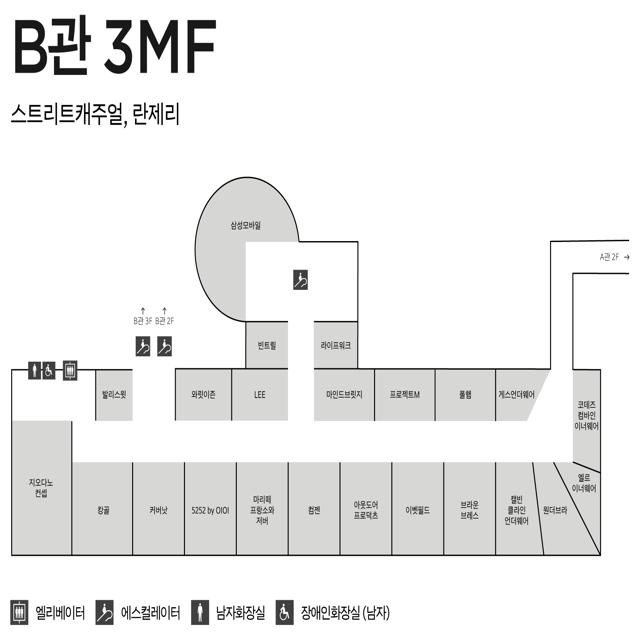 B관 3MF
스트리트캐주얼, 란제리
삼성모바일
A관 2F →
B관 3F
B관 2F
빈트릴
라이프워크
발리스윗
와릿이즌
LEE
마인드브릿지
프로젝트M
폴햄
게스언더웨어
코데즈
컴바인
이너웨어
지오다노
컨셉
캉골
커버낫
5252 by OIOI
마리떼
프랑소와
저버
컴젠
아웃도어
프로덕츠
이벳필드
브라운
브레스
캘빈
클라인
언더웨어
원더브라
엘르
이너웨어
엘리베이터
에스컬레이터
남자화장실
장애인화장실 (남자)